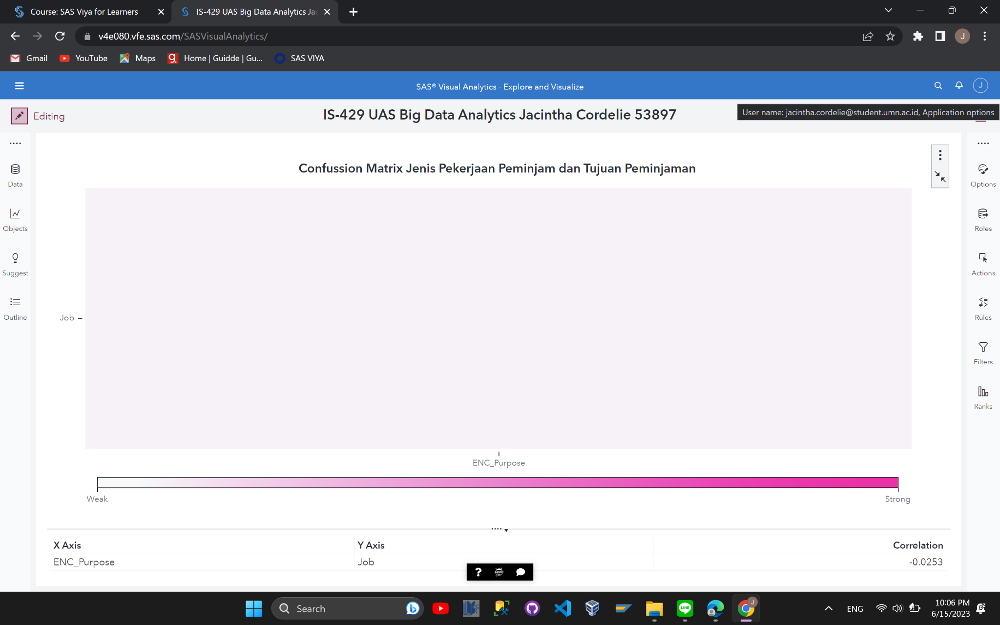 Course: SAS Viya for Learners
IS-429 UAS Big Data Analytics Jac
v4e080.vfe.sas.com/SASVisualAnalytics/
J
Gmail
YouTube
Maps
Home | Guidde | Gu...
SAS VIYA
SAS® Visual Analytics - Explore and Visualize
J
Editing
IS-429 UAS Big Data Analytics Jacintha Cordelie 53897
User name: jacintha.cordelie@student.umn.ac.id, Application options
Data
Objects
Suggest
Outline
Confussion Matrix Jenis Pekerjaan Peminjam dan Tujuan Peminjaman
Job
ENC_Purpose
Weak
Strong
Options
Roles
Actions
Rules
Filters
Ranks
X Axis
Y Axis
Correlation
ENC_Purpose
Job
-0.0253
?
jupyter
Search
LINE
J
ENG
10:06 PM
6/15/2023